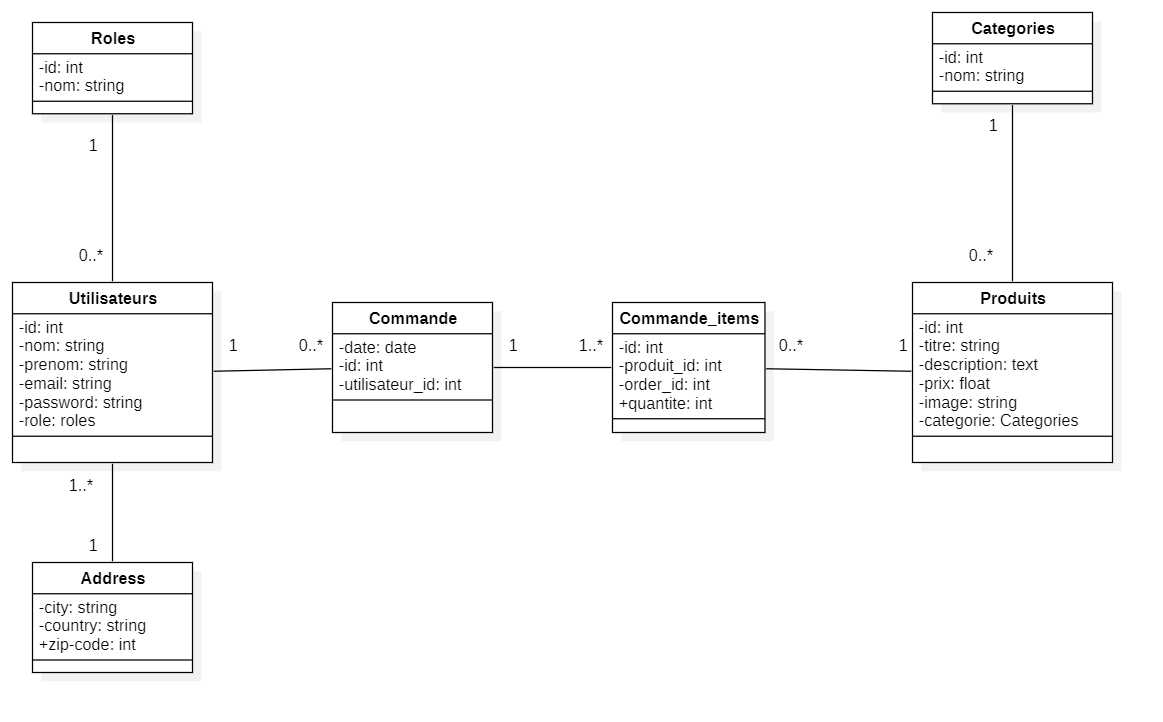 Roles
-id: int
-nom: string
1
0..*
Categories
-id: int
-nom: string
1
0..*
Utilisateurs
-id: int
-nom: string
-prenom: string
-email: string
-password: string
-role: roles
1
0..*
Commande
-date: date
-id: int
-utilisateur_id: int
1
1..*
Commande_items
-id: int
-produit_id: int
-order_id: int
+quantite: int
0..*
1
Produits
-id: int
-titre: string
-description: text
-prix: float
-image: string
-categorie: Categories
1..*
1
Address
-city: string
-country: string
+zip-code: int